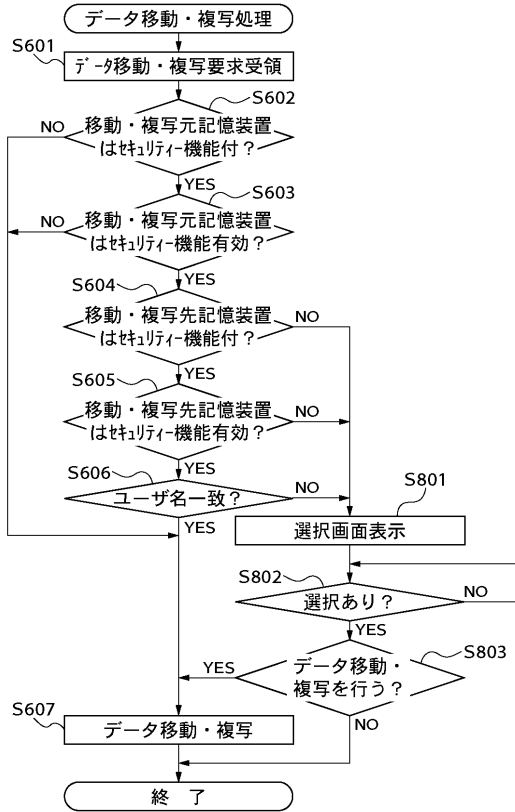 データ移動・複写処理
S601
ﾃﾞｰﾀ移動・複写要求受領
S602
移動・複写元記憶装置
はｾｷｭﾘﾃｨｰ機能付？
NO
YES
S603
移動・複写元記憶装置
はｾｷｭﾘﾃｨｰ機能有効？
NO
YES
S604
移動・複写先記憶装置
はｾｷｭﾘﾃｨｰ機能付？
NO
YES
S605
移動・複写先記憶装置
はｾｷｭﾘﾃｨｰ機能有効？
NO
YES
S606
ユーザ名一致？
NO
YES
S801
選択画面表示
S802
選択あり？
NO
YES
S803
データ移動・
複写を行う？
YES
NO
S607
データ移動・複写
終　了